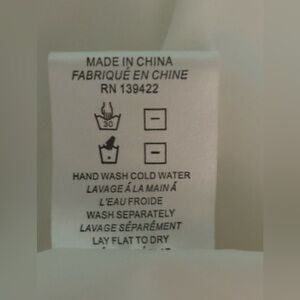 MADE IN CHINA
FABRIQUÉ EN CHINE
RN 139422
30
HAND WASH COLD WATER
LAVAGE Á LA MAIN Á
L'EAU FROIDE
WASH SEPARATELY
LAVAGE SÉPARÉMENT
LAY FLAT TO DRY